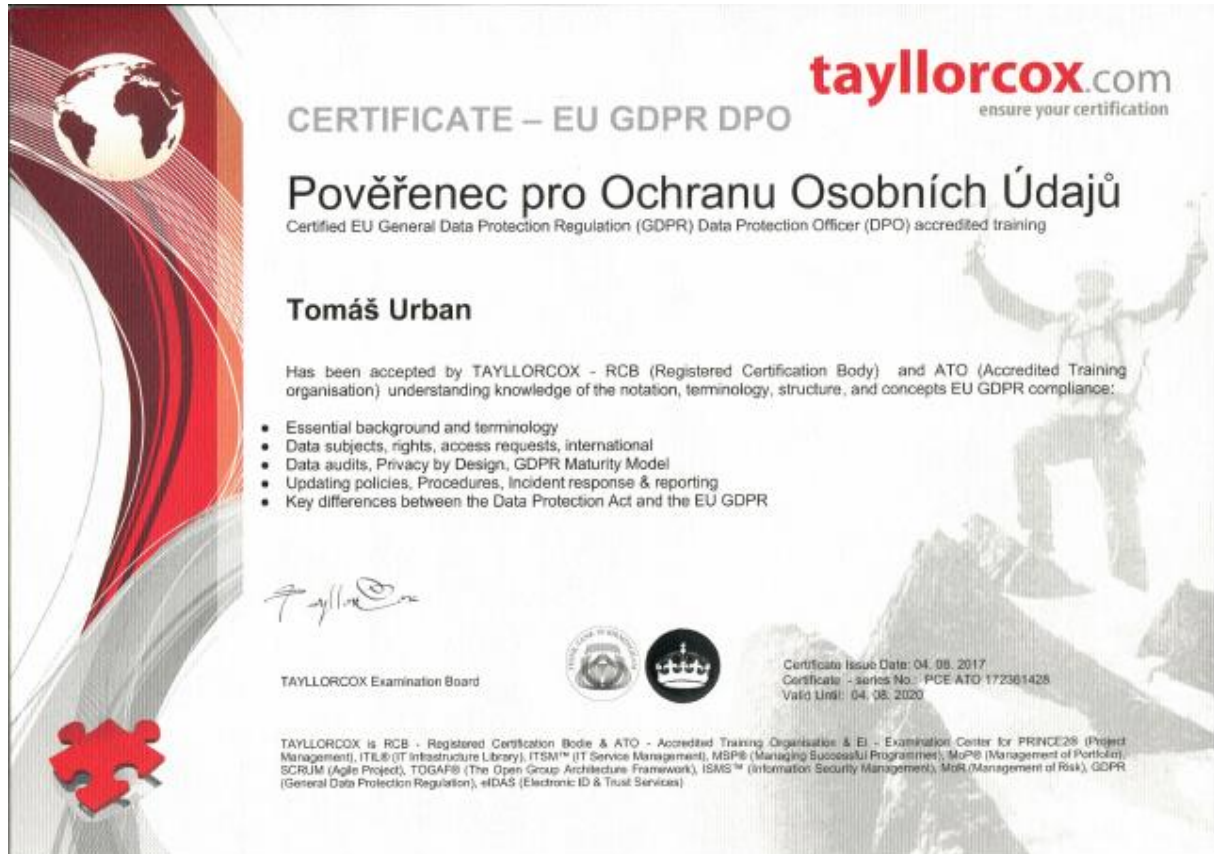 tayllorcox.com
ensure your certification
CERTIFICATE – EU GDPR DPO
Pověřenec pro Ochranu Osobních Údajů
Certified EU General Data Protection Regulation (GDPR) Data Protection Officer (DPO) accredited training
Tomáš Urban
Has been accepted by TAYLLORCOX - RCB (Registered Certification Body) and ATO (Accredited Training
organisation) understanding knowledge of the notation, terminology, structure, and concepts EU GDPR compliance:
• Essential background and terminology
• Data subjects, rights, access requests, international
• Data audits, Privacy by Design, GDPR Maturity Model
• Updating policies, Procedures, Incident response & reporting
• Key differences between the Data Protection Act and the EU GDPR
TayllorCox
TAYLLORCOX Examination Board
Certificate Issue Date: 04. 08. 2017
Certificate - series No.: PCE ATO 172361428
Valid Until: 04. 08. 2020
TAYLLORCOX is RCB - Registered Certification Bodie & ATO - Accredited Training Organisation & EI - Examination Center for PRINCE2® (Project
Management), ITIL® (IT Infrastructure Library), ITSM™ (IT Service Management), MSP® (Managing Successful Programmes), MoP® (Management of Portfolio),
SCRUM (Agile Project), TOGAF® (The Open Group Architecture Framework), ISMS™ (Information Security Management), MoR (Management of Risk), GDPR
(General Data Protection Regulation), eIDAS (Electronic ID & Trust Services)